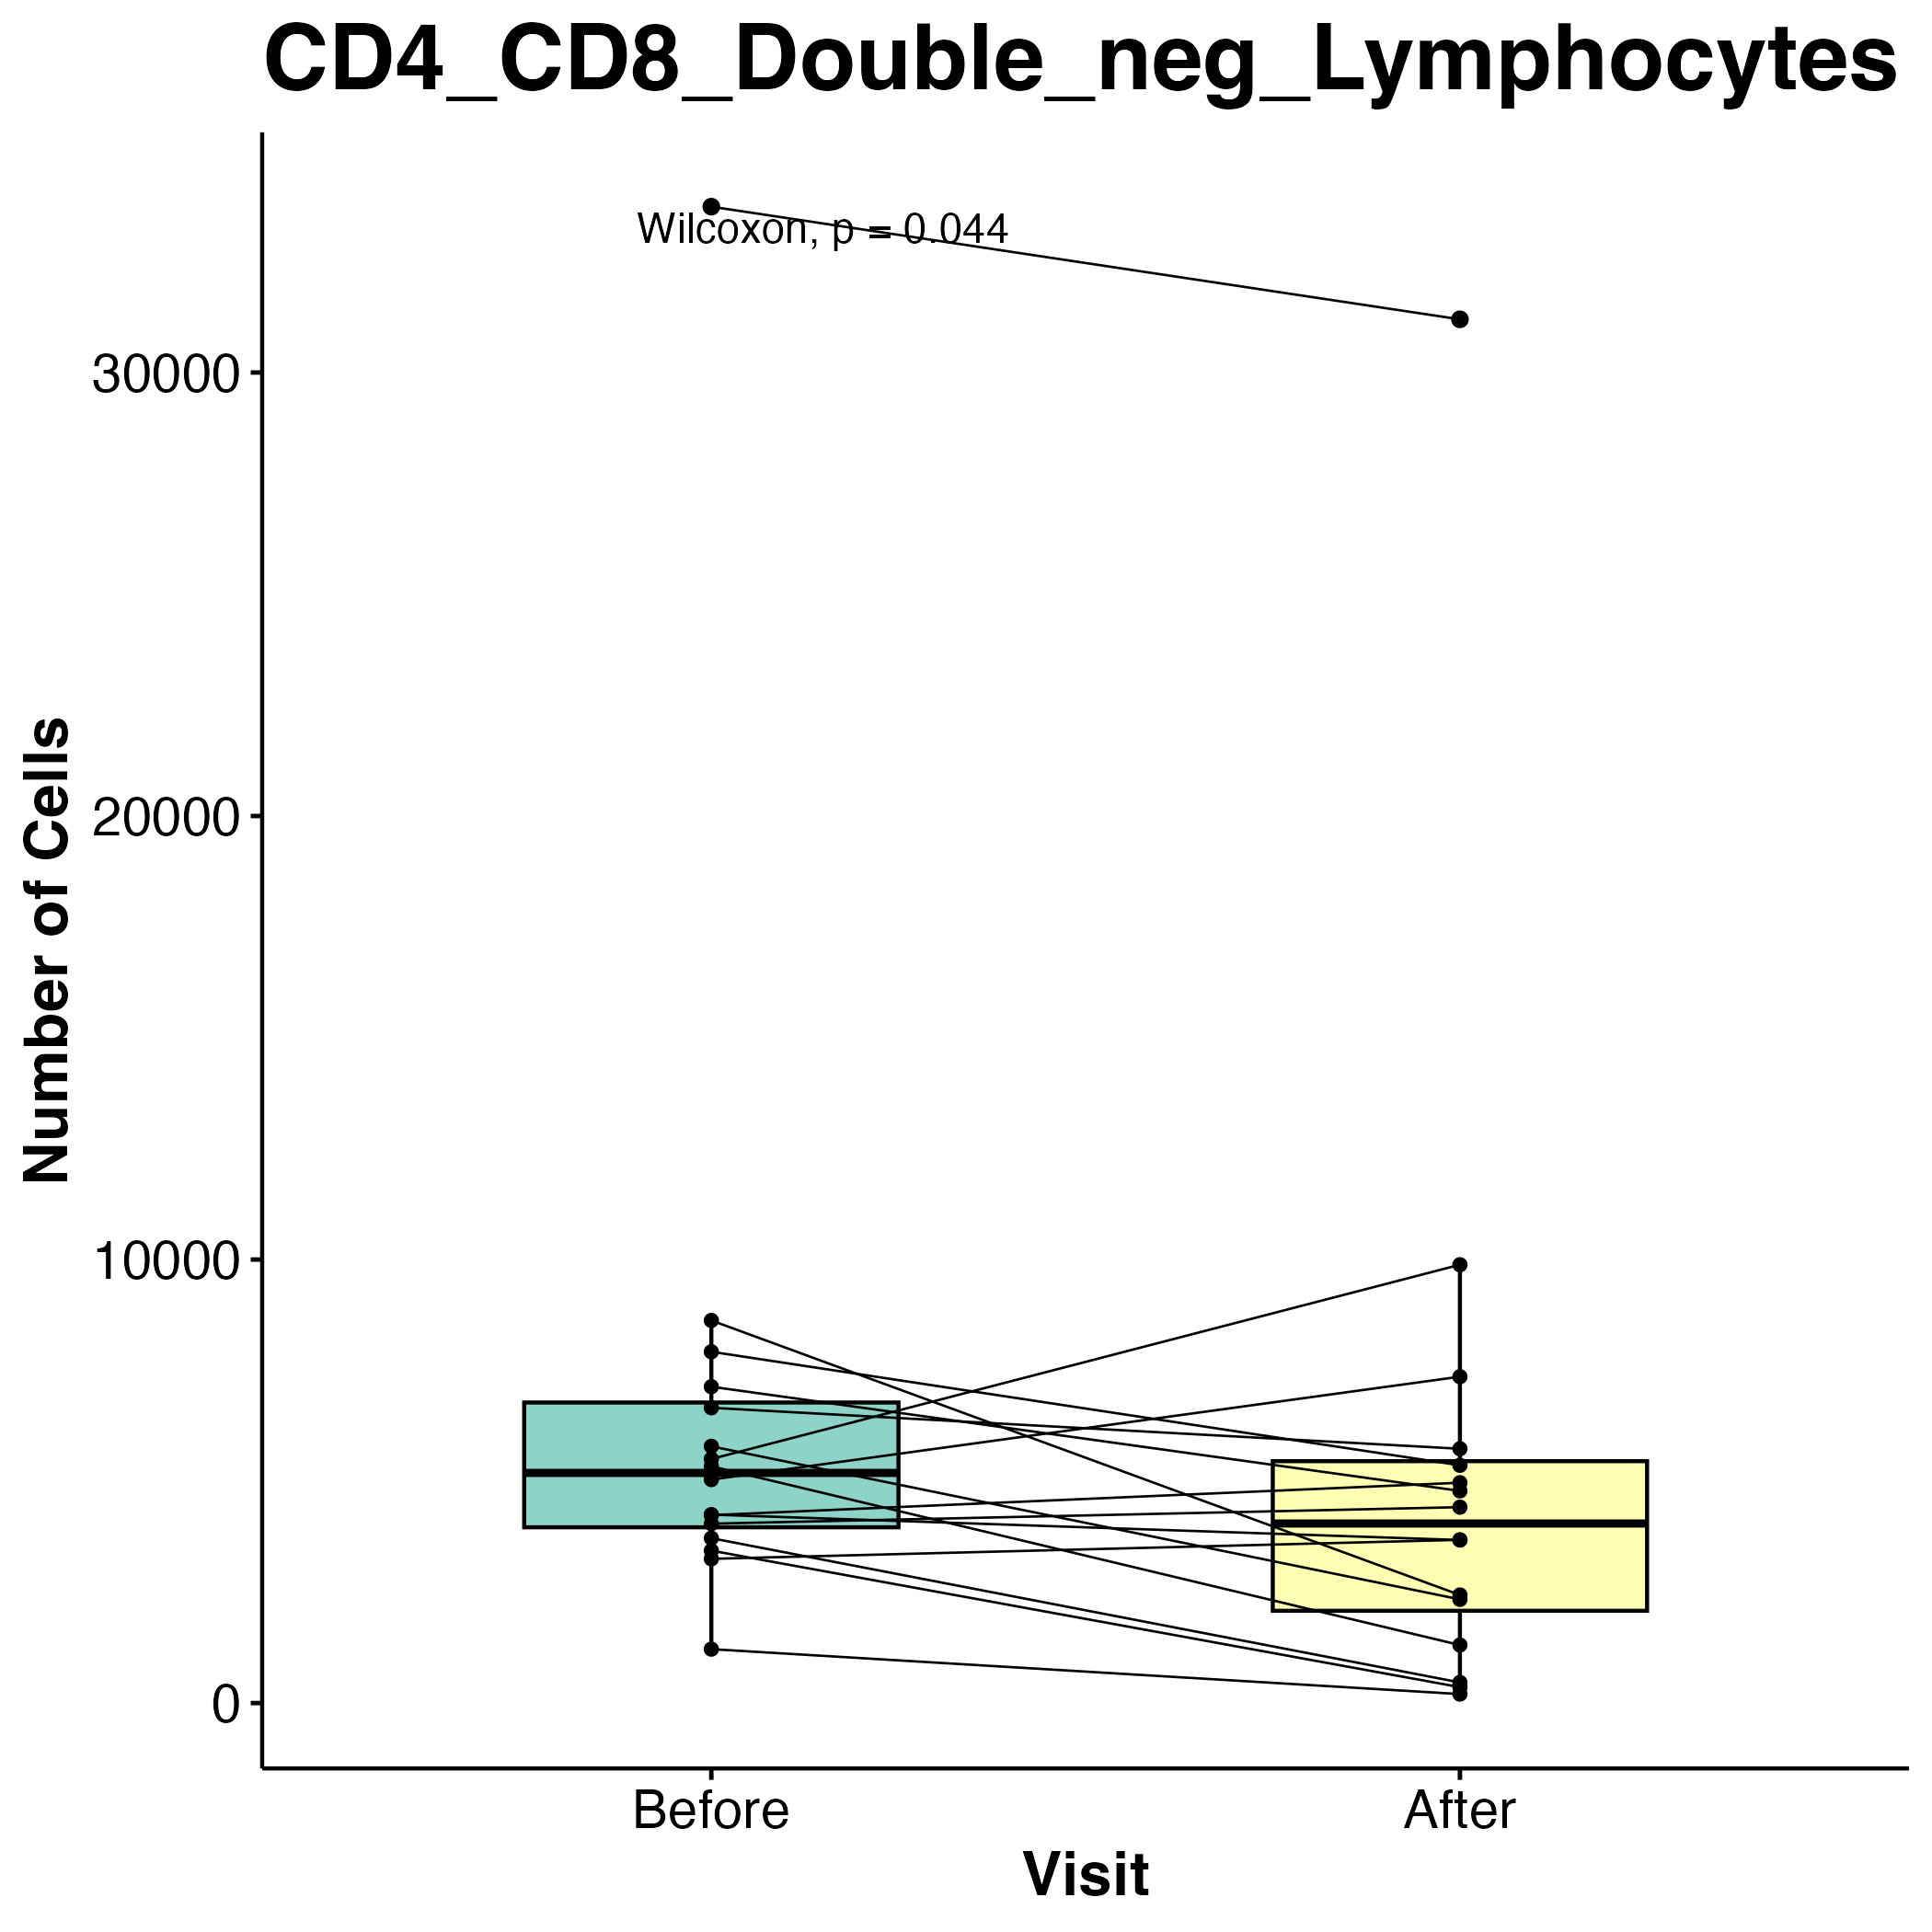 CD4_CD8_Double_neg_Lymphocytes
Wilcoxon, p = 0.044
30000
20000
10000
0
Number of Cells
Before
After
Visit